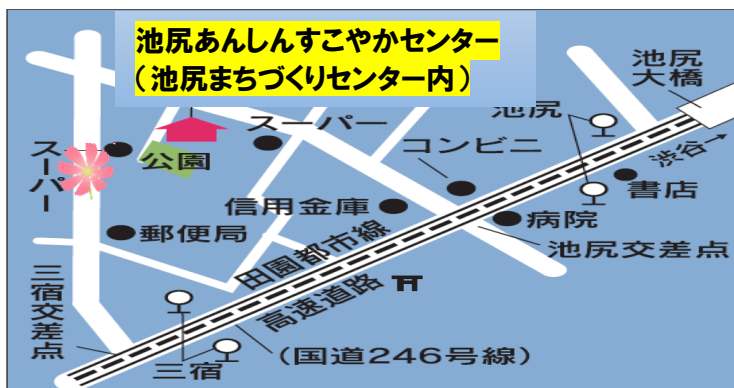 池尻あんしんすこやかセンター
(池尻まちづくりセンター内)
池尻
大橋
池尻
スーパー
渋谷→
スーパー
公園
コンビニ
書店
信用金庫
病院
郵便局
池尻交差点
田園都市線
高速道路
三宿交差点
三宿
(国道246号線)